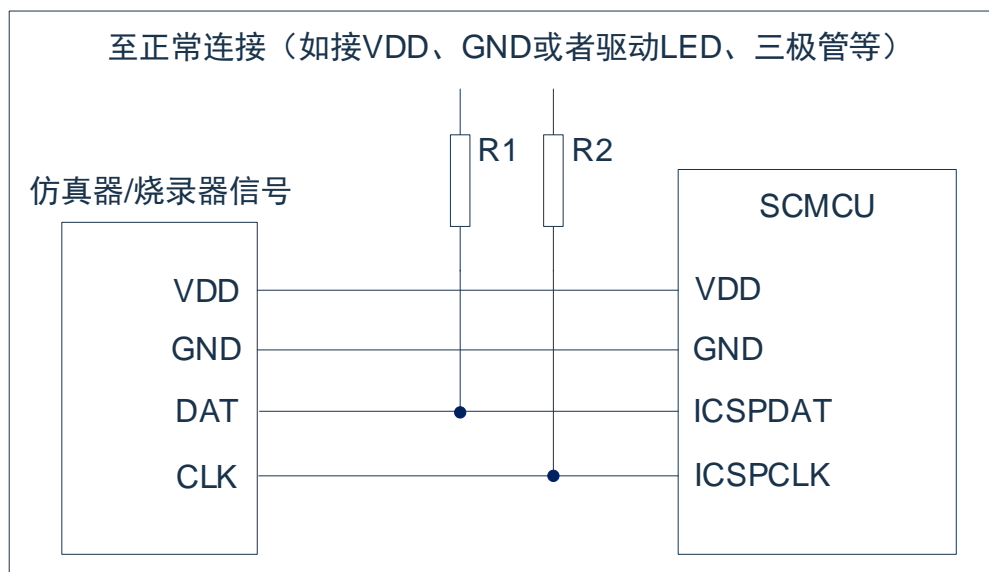 至正常连接（如接VDD、GND或者驱动LED、三极管等）
R1
R2
仿真器/烧录器信号
SCMCU
VDD
VDD
GND
GND
DAT
ICSPDAT
CLK
ICSPCLK